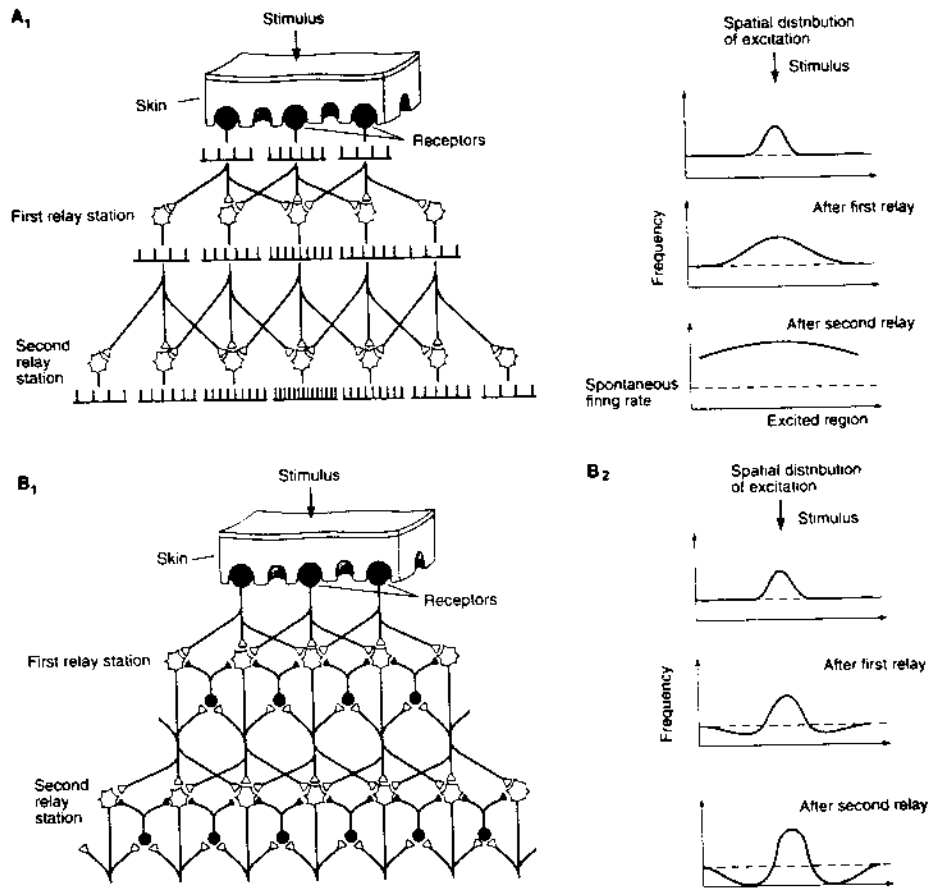 A1
Stimulus
Skin
Receptors
First relay station
Second
relay
station
Spatial distribution
of excitation
Stimulus
After first relay
Frequency
After second relay
Spontaneous
firing rate
Excited region
B1
Stimulus
Skin
Receptors
First relay station
Second
relay
station
B2
Spatial distribution
of excitation
Stimulus
After first relay
Frequency
After second relay